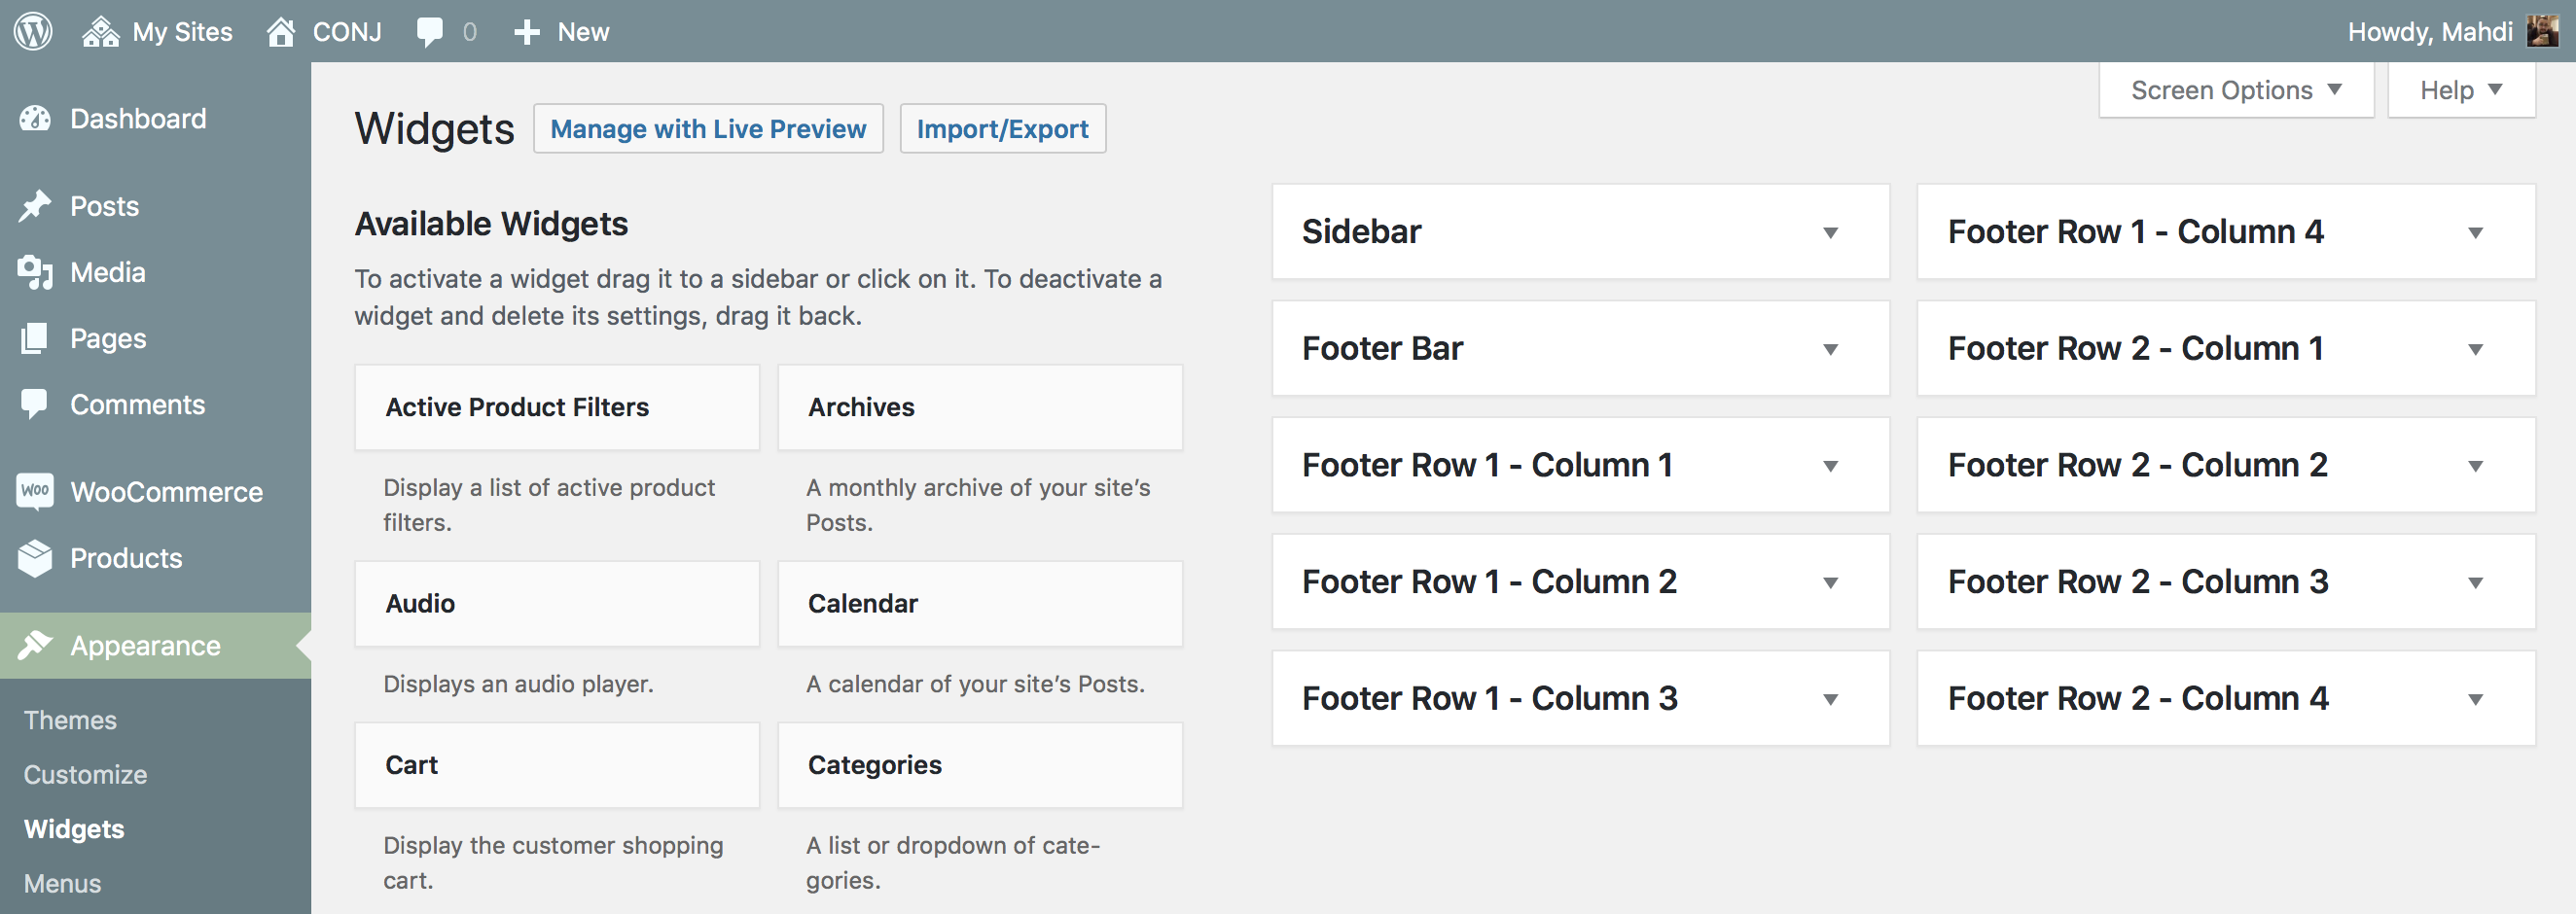 My Sites
CONJ
0
New
Howdy, Mahdi
Dashboard
Posts
Media
Pages
Comments
WOO
WooCommerce
Products
Appearance
Themes
Customize
Widgets
Menus
Screen Options
Help
Widgets
Manage with Live Preview
Import/Export
Available Widgets
To activate a widget drag it to a sidebar or click on it. To deactivate a
widget and delete its settings, drag it back.
Active Product Filters
Display a list of active product
filters.
Archives
A monthly archive of your site’s
Posts.
Audio
Displays an audio player.
Calendar
A calendar of your site’s Posts.
Cart
Display the customer shopping
cart.
Categories
A list or dropdown of cate-
gories.
Sidebar
Footer Bar
Footer Row 1 - Column 1
Footer Row 1 - Column 2
Footer Row 1 - Column 3
Footer Row 1 - Column 4
Footer Row 2 - Column 1
Footer Row 2 - Column 2
Footer Row 2 - Column 3
Footer Row 2 - Column 4